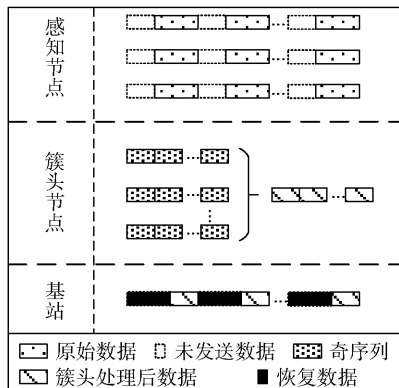 感知节点
簇头节点
基站
原始数据 未发送数据 奇序列
簇头处理后数据 恢复数据